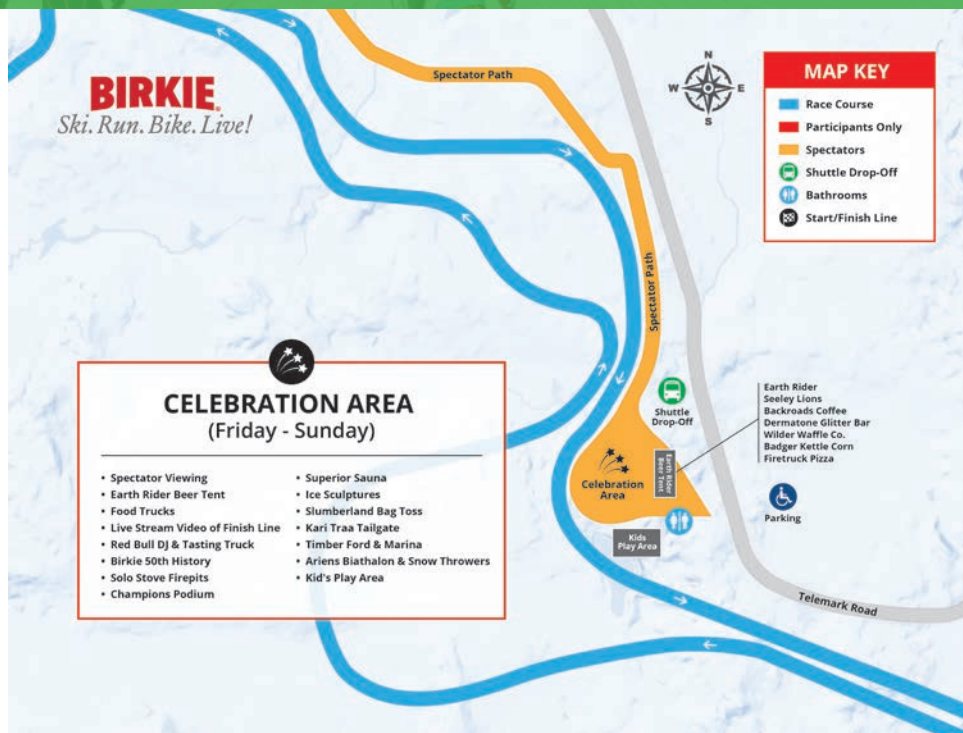 BIRKIE
Ski. Run. Bike. Live!
Spectator Path
N
W
E
S
MAP KEY
Race Course
Participants Only
Spectators
Shuttle Drop-Off
Bathrooms
Start/Finish Line
Spectator Path
CELEBRATION AREA
(Friday - Sunday)
• Spectator Viewing
• Earth Rider Beer Tent
• Food Trucks
• Live Stream Video of Finish Line
• Red Bull DJ & Tasting Truck
• Birkie 50th History
• Solo Stove Firepits
• Champions Podium
• Superior Sauna
• Ice Sculptures
• Slumberland Bag Toss
• Kari Traa Tailgate
• Timber Ford & Marina
• Ariens Biathalon & Snow Throwers
• Kid's Play Area
Shuttle
Drop-Off
Earth Rider
Seeley Lions
Backroads Coffee
Dermatone Glitter Bar
Wilder Waffle Co.
Badger Kettle Corn
Firetruck Pizza
Celebration
Area
Earth Rider
Beer Tent
Kids
Play Area
Parking
Telemark Road